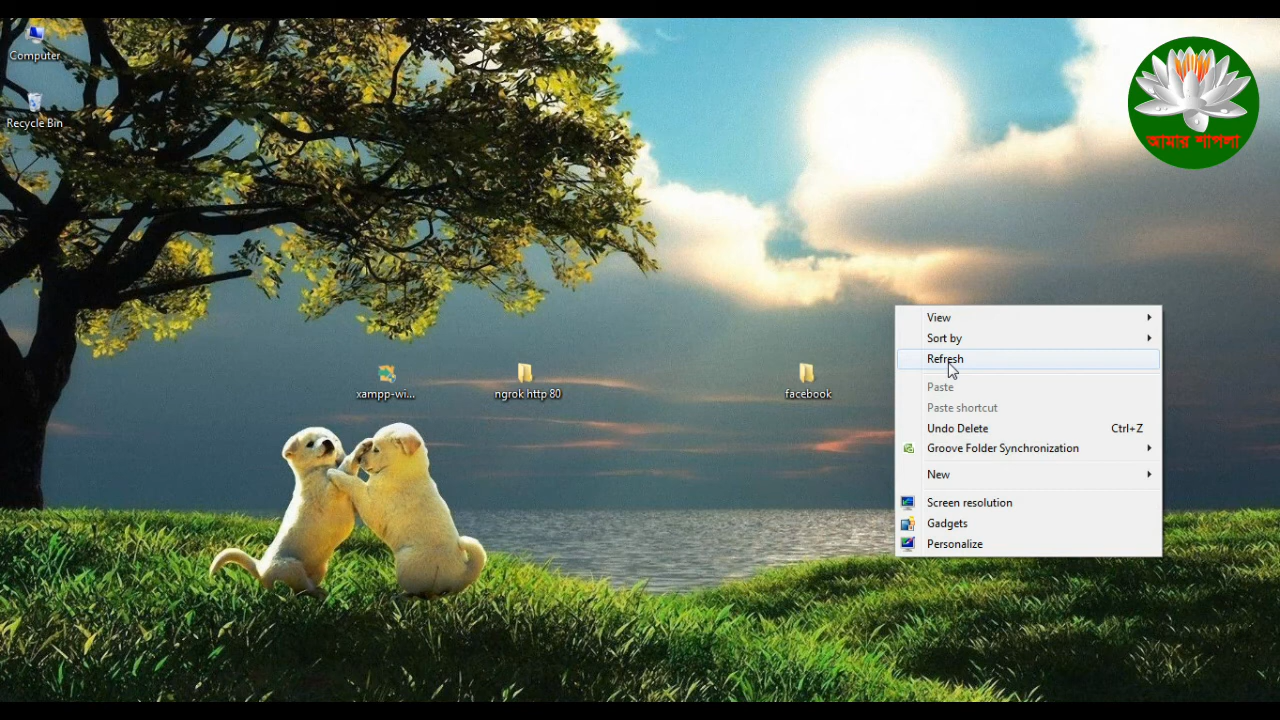 Computer
Recycle Bin
আমার শাপলা
xampp-wi...
ngrok http 80
facebook
View
Sort by
Refresh
Paste
Paste shortcut
Undo Delete Ctrl+Z
Groove Folder Synchronization
New
Screen resolution
Gadgets
Personalize